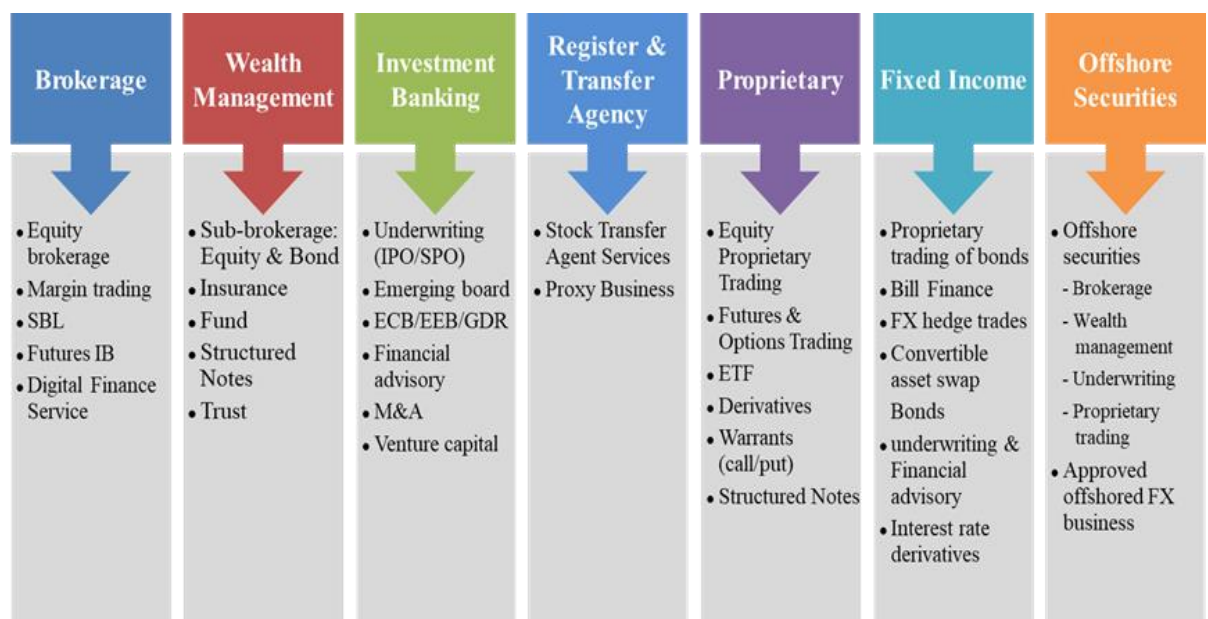 Brokerage
• Equity
brokerage
• Margin trading
• SBL
• Futures IB
• Digital Finance
Service
Wealth
Management
• Sub-brokerage:
Equity & Bond
• Insurance
• Fund
• Structured
Notes
• Trust
Investment
Banking
• Underwriting
(IPO/SPO)
• Emerging board
• ECB/EEB/GDR
• Financial
advisory
• M&A
• Venture capital
Register &
Transfer
Agency
• Stock Transfer
Agent Services
• Proxy Business
Proprietary
• Equity
Proprietary
Trading
• Futures &
Options Trading
• ETF
• Derivatives
• Warrants
(call/put)
• Structured Notes
Fixed Income
• Proprietary
trading of bonds
• Bill Finance
• FX hedge trades
• Convertible
asset swap
Bonds
• underwriting &
Financial
advisory
• Interest rate
derivatives
Offshore
Securities
• Offshore
securities
- Brokerage
- Wealth
management
- Underwriting
- Proprietary
trading
• Approved
offshored FX
business